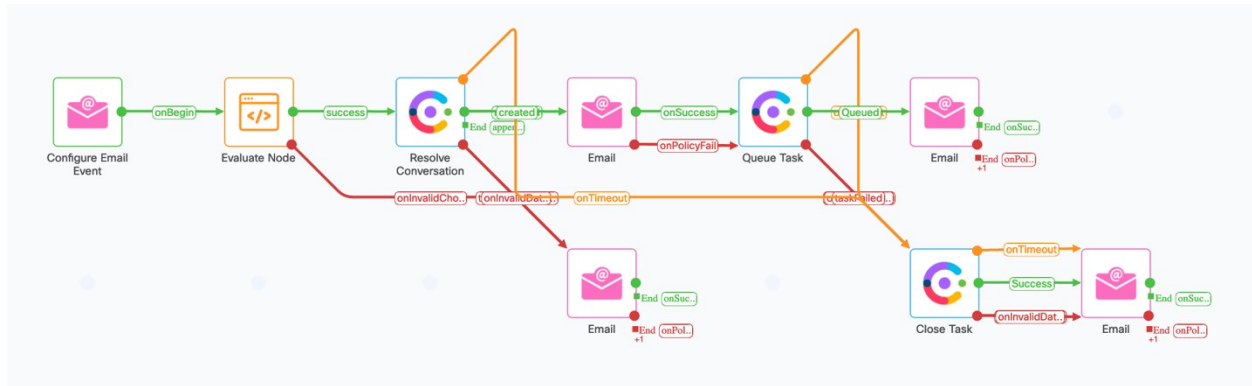 onBegin
success
created
End appen..
onSuccess
Queued
End onSuc..
onPolicyFail
End onPol..
+1
Configure Email
Event
Evaluate Node
Resolve
Conversation
Email
Queue Task
Email
onInvalidCho..
onInvalidDat..
onTimeout
taskFailed
onTimeout
Success
End onSuc..
End onSuc..
onInvalidDat..
End onPol..
+1
End onPol..
+1
Email
Close Task
Email